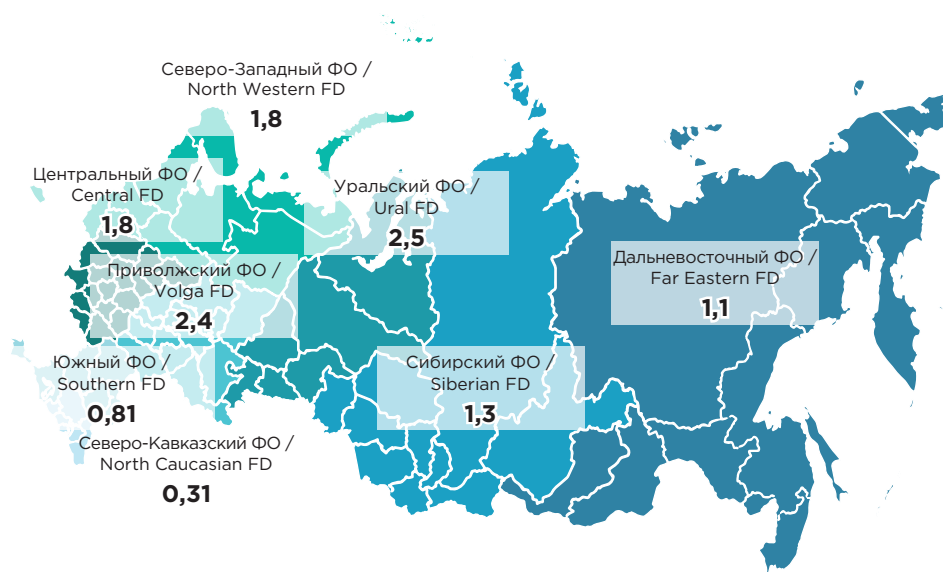 Северо-Западный ФО /
North Western FD
1,8
Центральный ФО /
Central FD
1,8
Уральский ФО /
Ural FD
2,5
Приволжский ФО /
Volga FD
2,4
Дальневосточный ФО /
Far Eastern FD
1,1
Южный ФО /
Southern FD
0,81
Сибирский ФО /
Siberian FD
1,3
Северо-Кавказский ФО /
North Caucasian FD
0,31